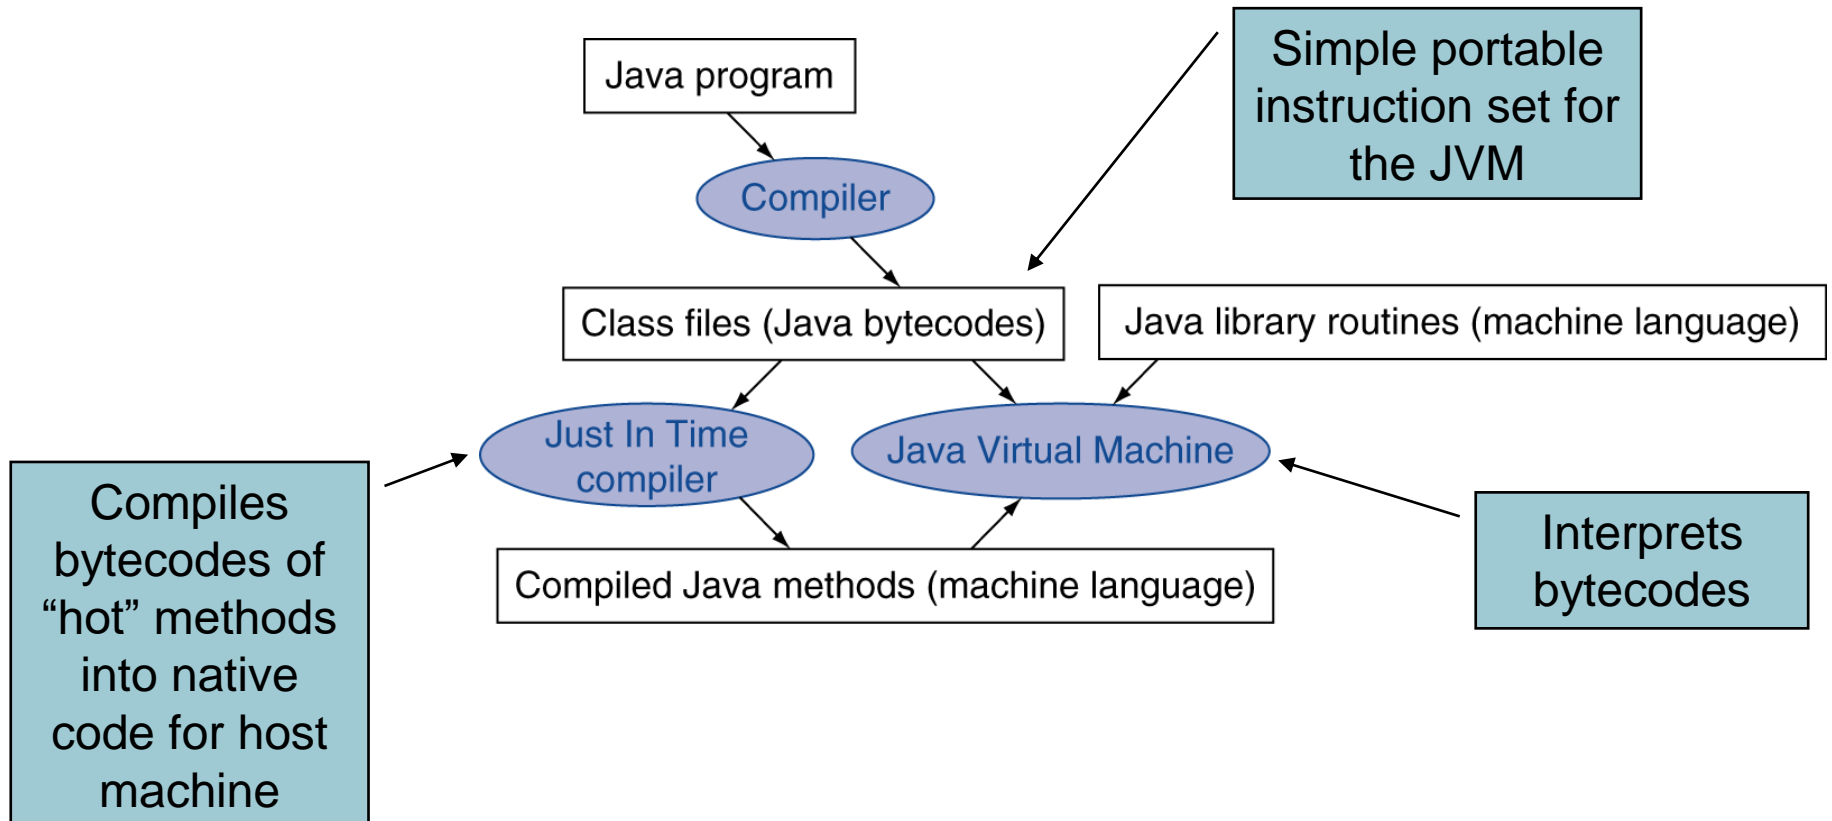 Java program
Simple portable
instruction set for
the JVM
Compiler
Class files (Java bytecodes)
Java library routines (machine language)
Just In Time
compiler
Java Virtual Machine
Compiles
bytecodes of
“hot” methods
into native
code for host
machine
Interprets
bytecodes
Compiled Java methods (machine language)